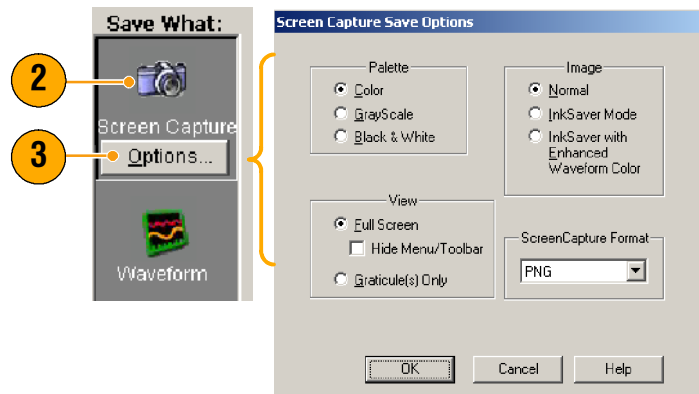 Save What:
2
Screen Capture
3
Options...
Waveform
Screen Capture Save Options
Palette
Color
GrayScale
Black & White
Image
Normal
InkSaver Mode
InkSaver with
Enhanced
Waveform Color
View
Full Screen
Hide Menu/Toolbar
Graticule(s) Only
ScreenCapture Format
PNG
OK
Cancel
Help